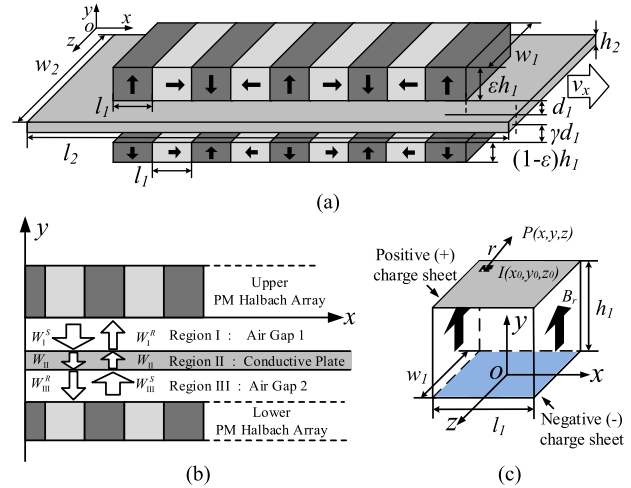 y
o
x
z
w₂
w₁
h₂
εh₁
vₓ
l₁
d₁
γd₁
l₂
l₁
(1-ε)h₁
(a)
y
Upper
PM Halbach Array
x
W_I^S W_I^R Region I : Air Gap 1
W_II W_II Region II : Conductive Plate
W_III^R W_III^S Region III : Air Gap 2
Lower
PM Halbach Array
(b)
P(x,y,z)
r
Positive (+)
charge sheet
I(x₀,y₀,z₀)
B_r
h₁
y
w₁
o
x
z
l₁
Negative (-)
charge sheet
(c)